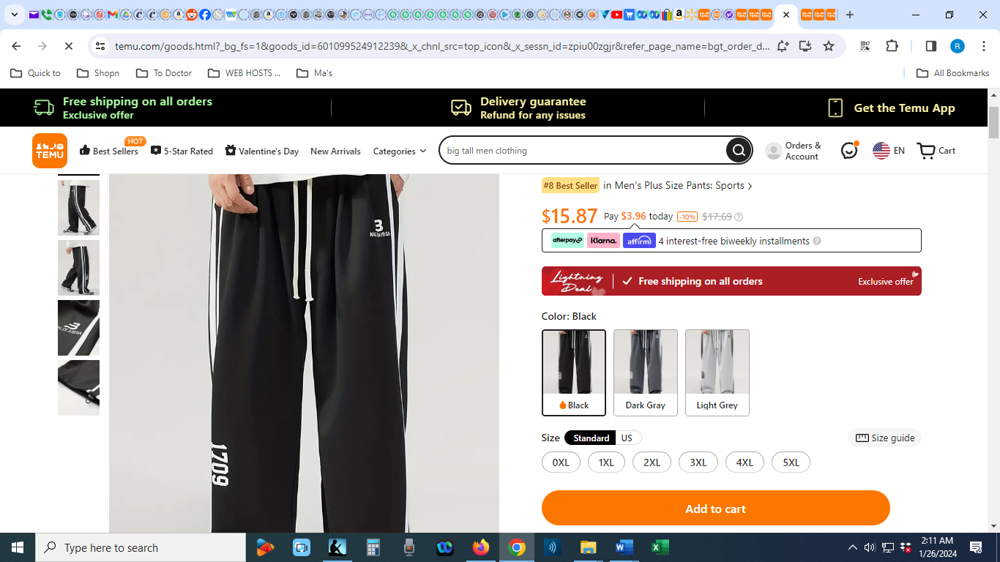 temu.com/goods.html?_bg_fs=1&goods_id=601099524912239&_x_chnl_src=top_icon&_x_sessn_id=zpiu00zgjr&refer_page_name=bgt_order_d...
R
Quick to
Shopn
To Doctor
WEB HOSTS ...
Ma's
All Bookmarks
Free shipping on all orders
Exclusive offer
Delivery guarantee
Refund for any issues
Get the Temu App
TEMU
Best Sellers
HOT
5-Star Rated
Valentine's Day
New Arrivals
Categories
big tall men clothing
Orders &
Account
EN
Cart
#8 Best Seller in Men's Plus Size Pants: Sports
$15.87 Pay $3.96 today -10% $17.69
afterpay Klarna. affirm 4 interest-free biweekly installments
Lightning
Deal
Free shipping on all orders
Exclusive offer
Color: Black
Black
Dark Gray
Light Grey
Size Standard US
Size guide
0XL 1XL 2XL 3XL 4XL 5XL
Add to cart
3
1709
Type here to search
2:11 AM
1/26/2024